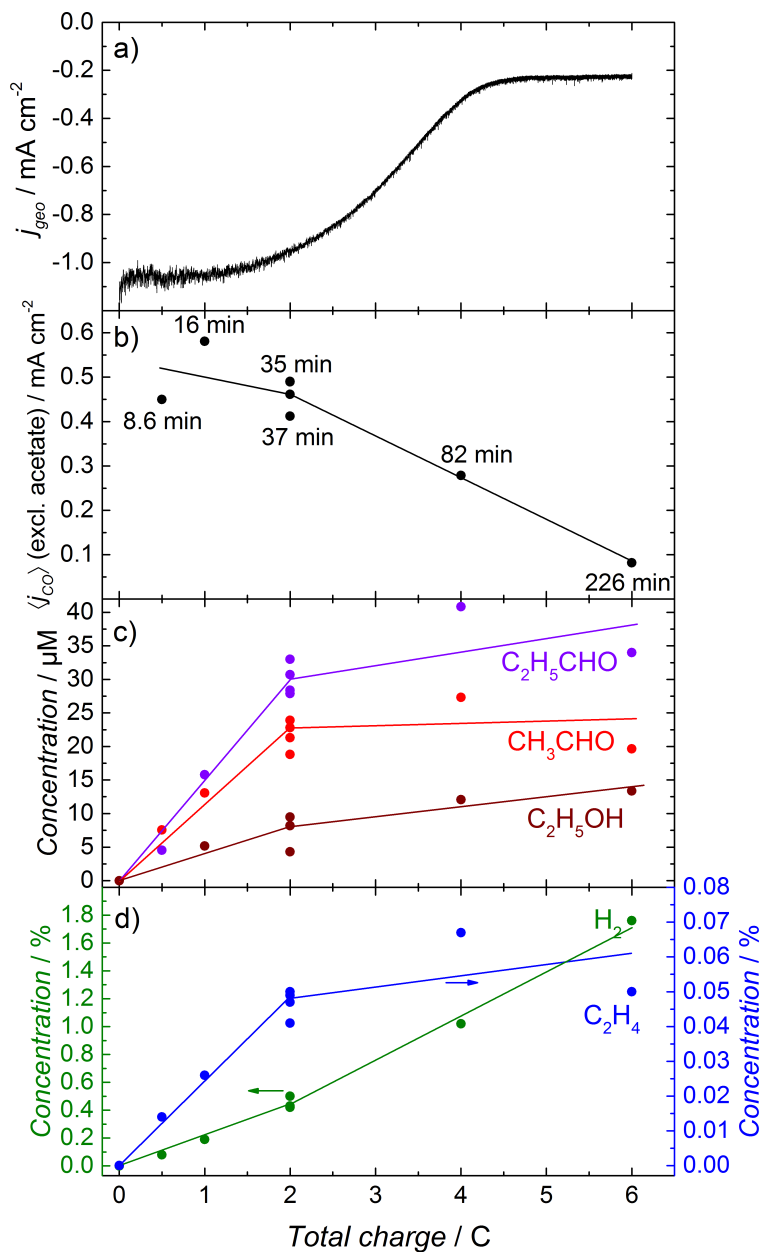 a)
0.0
-0.2
-0.4
-0.6
-0.8
-1.0
j_geo / mA cm⁻²
b)
16 min
0.6
35 min
0.5
8.6 min
37 min
0.4
82 min
0.3
0.2
0.1
226 min
⟨j_CO⟩ (excl. acetate) / mA cm⁻²
c)
40
35
C₂H₅CHO
30
25
CH₃CHO
20
15
C₂H₅OH
10
5
0
Concentration / µM
d)
H₂
1.8
1.6
1.4
1.2
C₂H₄
1.0
0.8
0.6
0.4
0.2
0.0
Concentration / %
0.08
0.07
0.06
0.05
0.04
0.03
0.02
0.01
0.00
Concentration / %
0 1 2 3 4 5 6
Total charge / C